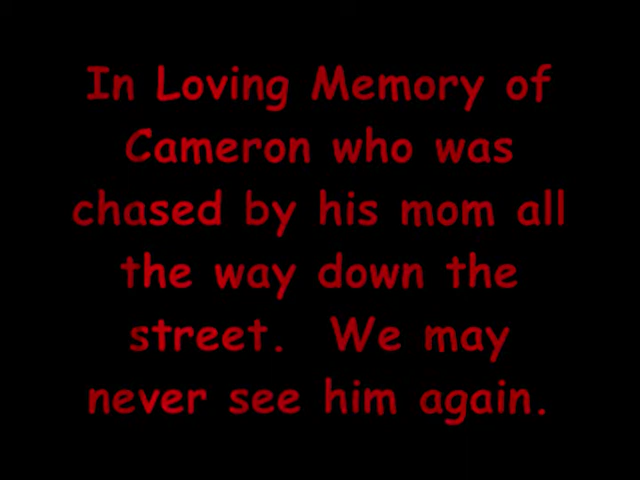 In Loving Memory of
Cameron who was
chased by his mom all
the way down the
street.  We may
never see him again.